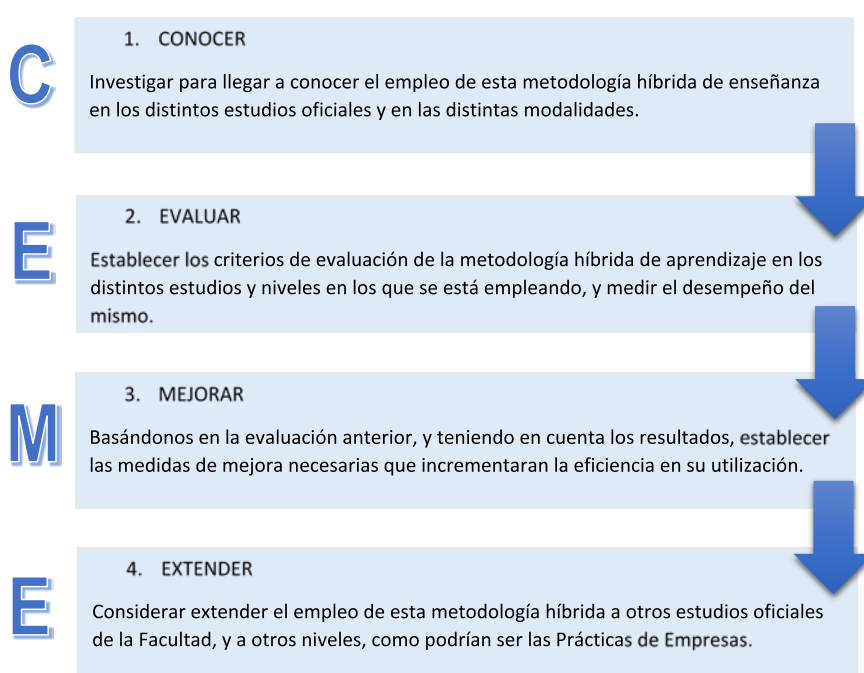 C
1. CONOCER
Investigar para llegar a conocer el empleo de esta metodología híbrida de enseñanza
en los distintos estudios oficiales y en las distintas modalidades.
E
2. EVALUAR
Establecer los criterios de evaluación de la metodología híbrida de aprendizaje en los
distintos estudios y niveles en los que se está empleando, y medir el desempeño del
mismo.
M
3. MEJORAR
Basándonos en la evaluación anterior, y teniendo en cuenta los resultados, establecer
las medidas de mejora necesarias que incrementaran la eficiencia en su utilización.
E
4. EXTENDER
Considerar extender el empleo de esta metodología híbrida a otros estudios oficiales
de la Facultad, y a otros niveles, como podrían ser las Prácticas de Empresas.